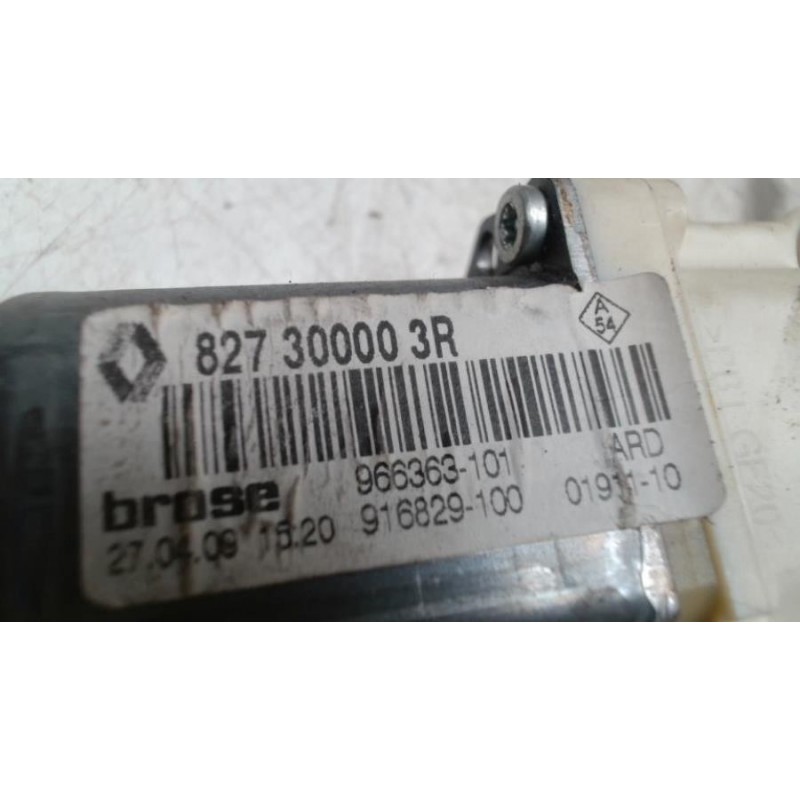 827 30000 3R
A
54
966363-101 ARD
brose 916829-100 01911-10
27.04.09 15:20